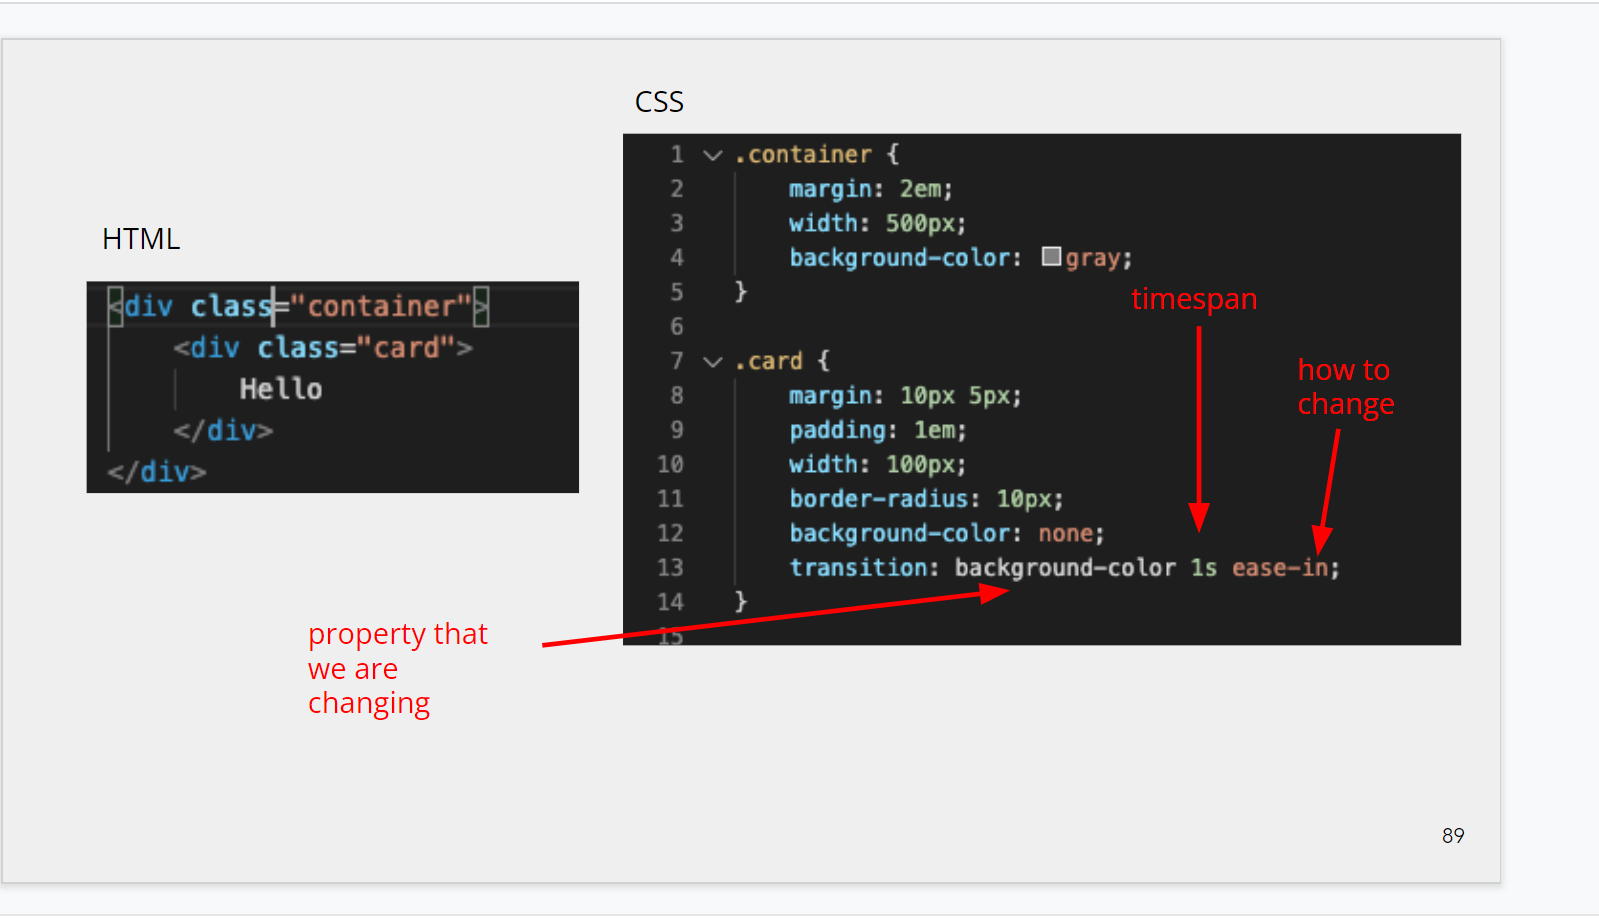 HTML
<div class="container">
<div class="card">
Hello
</div>
</div>
CSS
1 .container {
2 margin: 2em;
3 width: 500px;
4 background-color: gray;
5 }
6
7 .card {
8 margin: 10px 5px;
9 padding: 1em;
10 width: 100px;
11 border-radius: 10px;
12 background-color: none;
13 transition: background-color 1s ease-in;
14 }
15
timespan
how to
change
property that
we are
changing
89